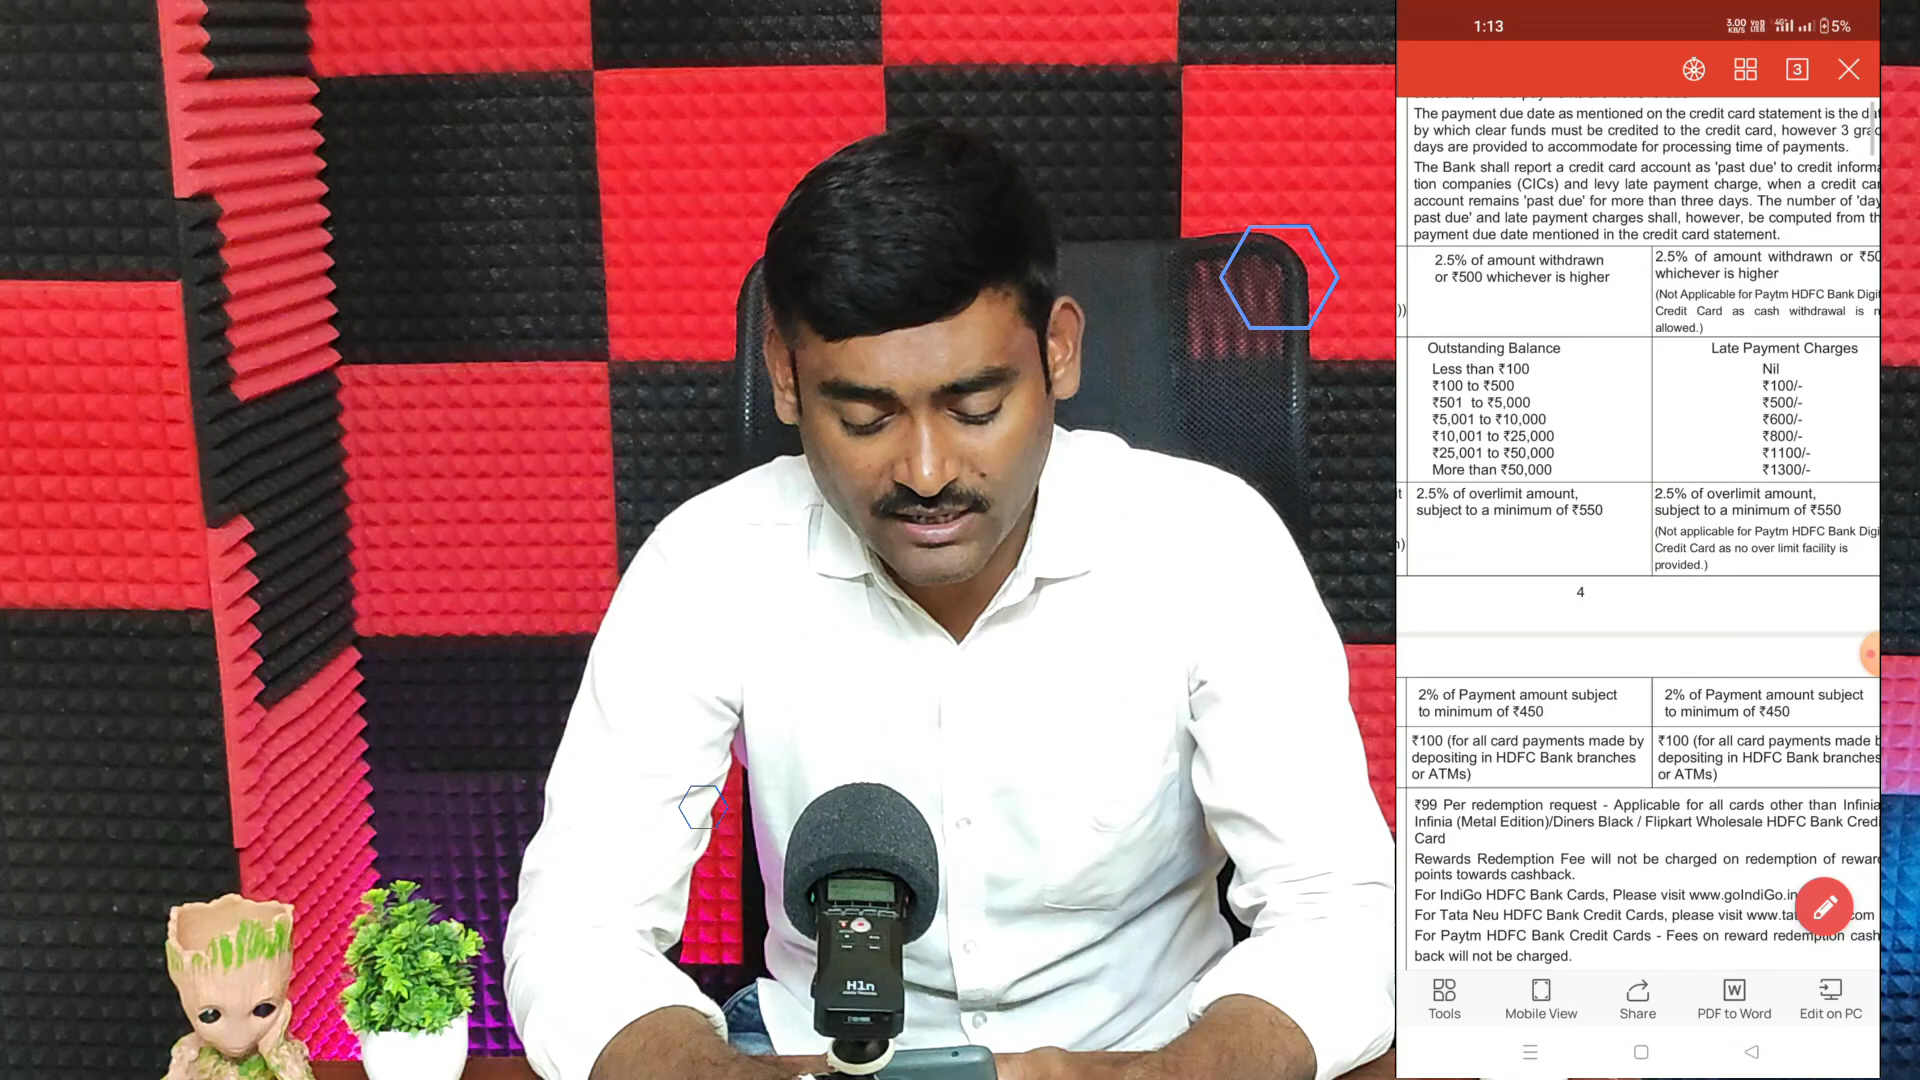 1:13
3.00
KB/S
Vo))
LTE
4G+
5%
3
The payment due date as mentioned on the credit card statement is the dat
by which clear funds must be credited to the credit card, however 3 grac
days are provided to accommodate for processing time of payments.
The Bank shall report a credit card account as 'past due' to credit informa
tion companies (CICs) and levy late payment charge, when a credit car
account remains 'past due' for more than three days. The number of 'day
past due' and late payment charges shall, however, be computed from th
payment due date mentioned in the credit card statement.
2.5% of amount withdrawn
or ₹500 whichever is higher
2.5% of amount withdrawn or ₹50
whichever is higher
(Not Applicable for Paytm HDFC Bank Digit
Credit Card as cash withdrawal is n
allowed.)
))
Outstanding Balance Late Payment Charges
Less than ₹100 Nil
₹100 to ₹500 ₹100/-
₹501 to ₹5,000 ₹500/-
₹5,001 to ₹10,000 ₹600/-
₹10,001 to ₹25,000 ₹800/-
₹25,001 to ₹50,000 ₹1100/-
More than ₹50,000 ₹1300/-
2.5% of overlimit amount,
subject to a minimum of ₹550
2.5% of overlimit amount,
subject to a minimum of ₹550
(Not applicable for Paytm HDFC Bank Digi
Credit Card as no over limit facility is
provided.)
4
2% of Payment amount subject
to minimum of ₹450
2% of Payment amount subject
to minimum of ₹450
₹100 (for all card payments made by
depositing in HDFC Bank branches
or ATMs)
₹100 (for all card payments made b
depositing in HDFC Bank branches
or ATMs)
₹99 Per redemption request - Applicable for all cards other than Infinia
Infinia (Metal Edition)/Diners Black / Flipkart Wholesale HDFC Bank Credi
Card
Rewards Redemption Fee will not be charged on redemption of rewar
points towards cashback.
For IndiGo HDFC Bank Cards, Please visit www.goIndiGo.in
For Tata Neu HDFC Bank Credit Cards, please visit www.tat com
For Paytm HDFC Bank Credit Cards - Fees on reward redemption cash
back will not be charged.
Tools
Mobile View
Share
PDF to Word
Edit on PC
H1n